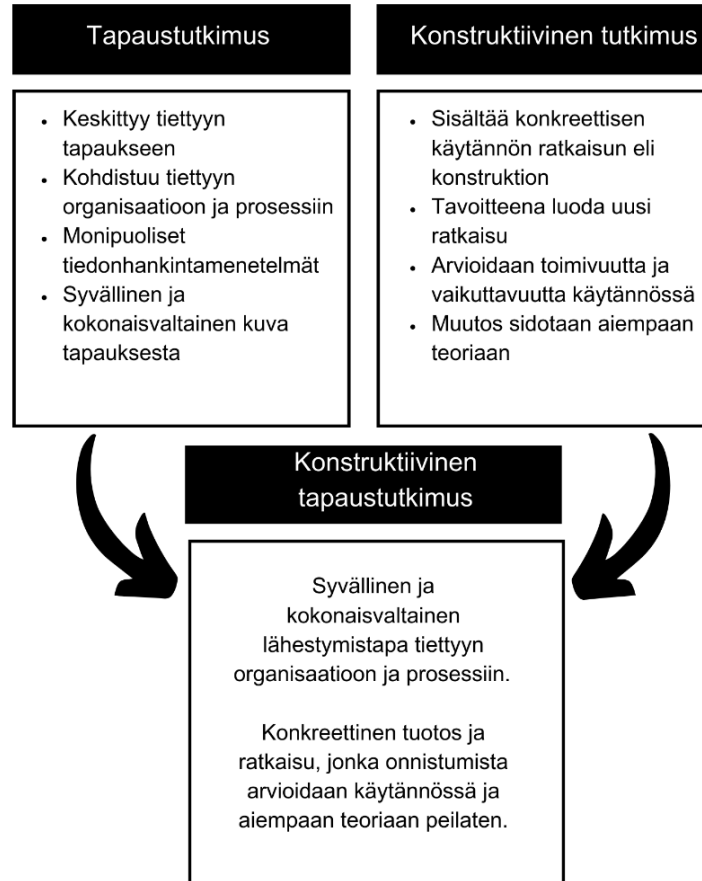 Tapaustutkimus
• Keskittyy tiettyyn
tapaukseen
• Kohdistuu tiettyyn
organisaatioon ja prosessiin
• Monipuoliset
tiedonhankintamenetelmät
• Syvällinen ja
kokonaisvaltainen kuva
tapauksesta
Konstruktiivinen tutkimus
• Sisältää konkreettisen
käytännön ratkaisun eli
konstruktion
• Tavoitteena luoda uusi
ratkaisu
• Arvioidaan toimivuutta ja
vaikuttavuutta käytännössä
• Muutos sidotaan aiempaan
teoriaan
Konstruktiivinen
tapaustutkimus
Syvällinen ja
kokonaisvaltainen
lähestymistapa tiettyyn
organisaatioon ja prosessiin.
Konkreettinen tuotos ja
ratkaisu, jonka onnistumista
arvioidaan käytännössä ja
aiempaan teoriaan peilaten.